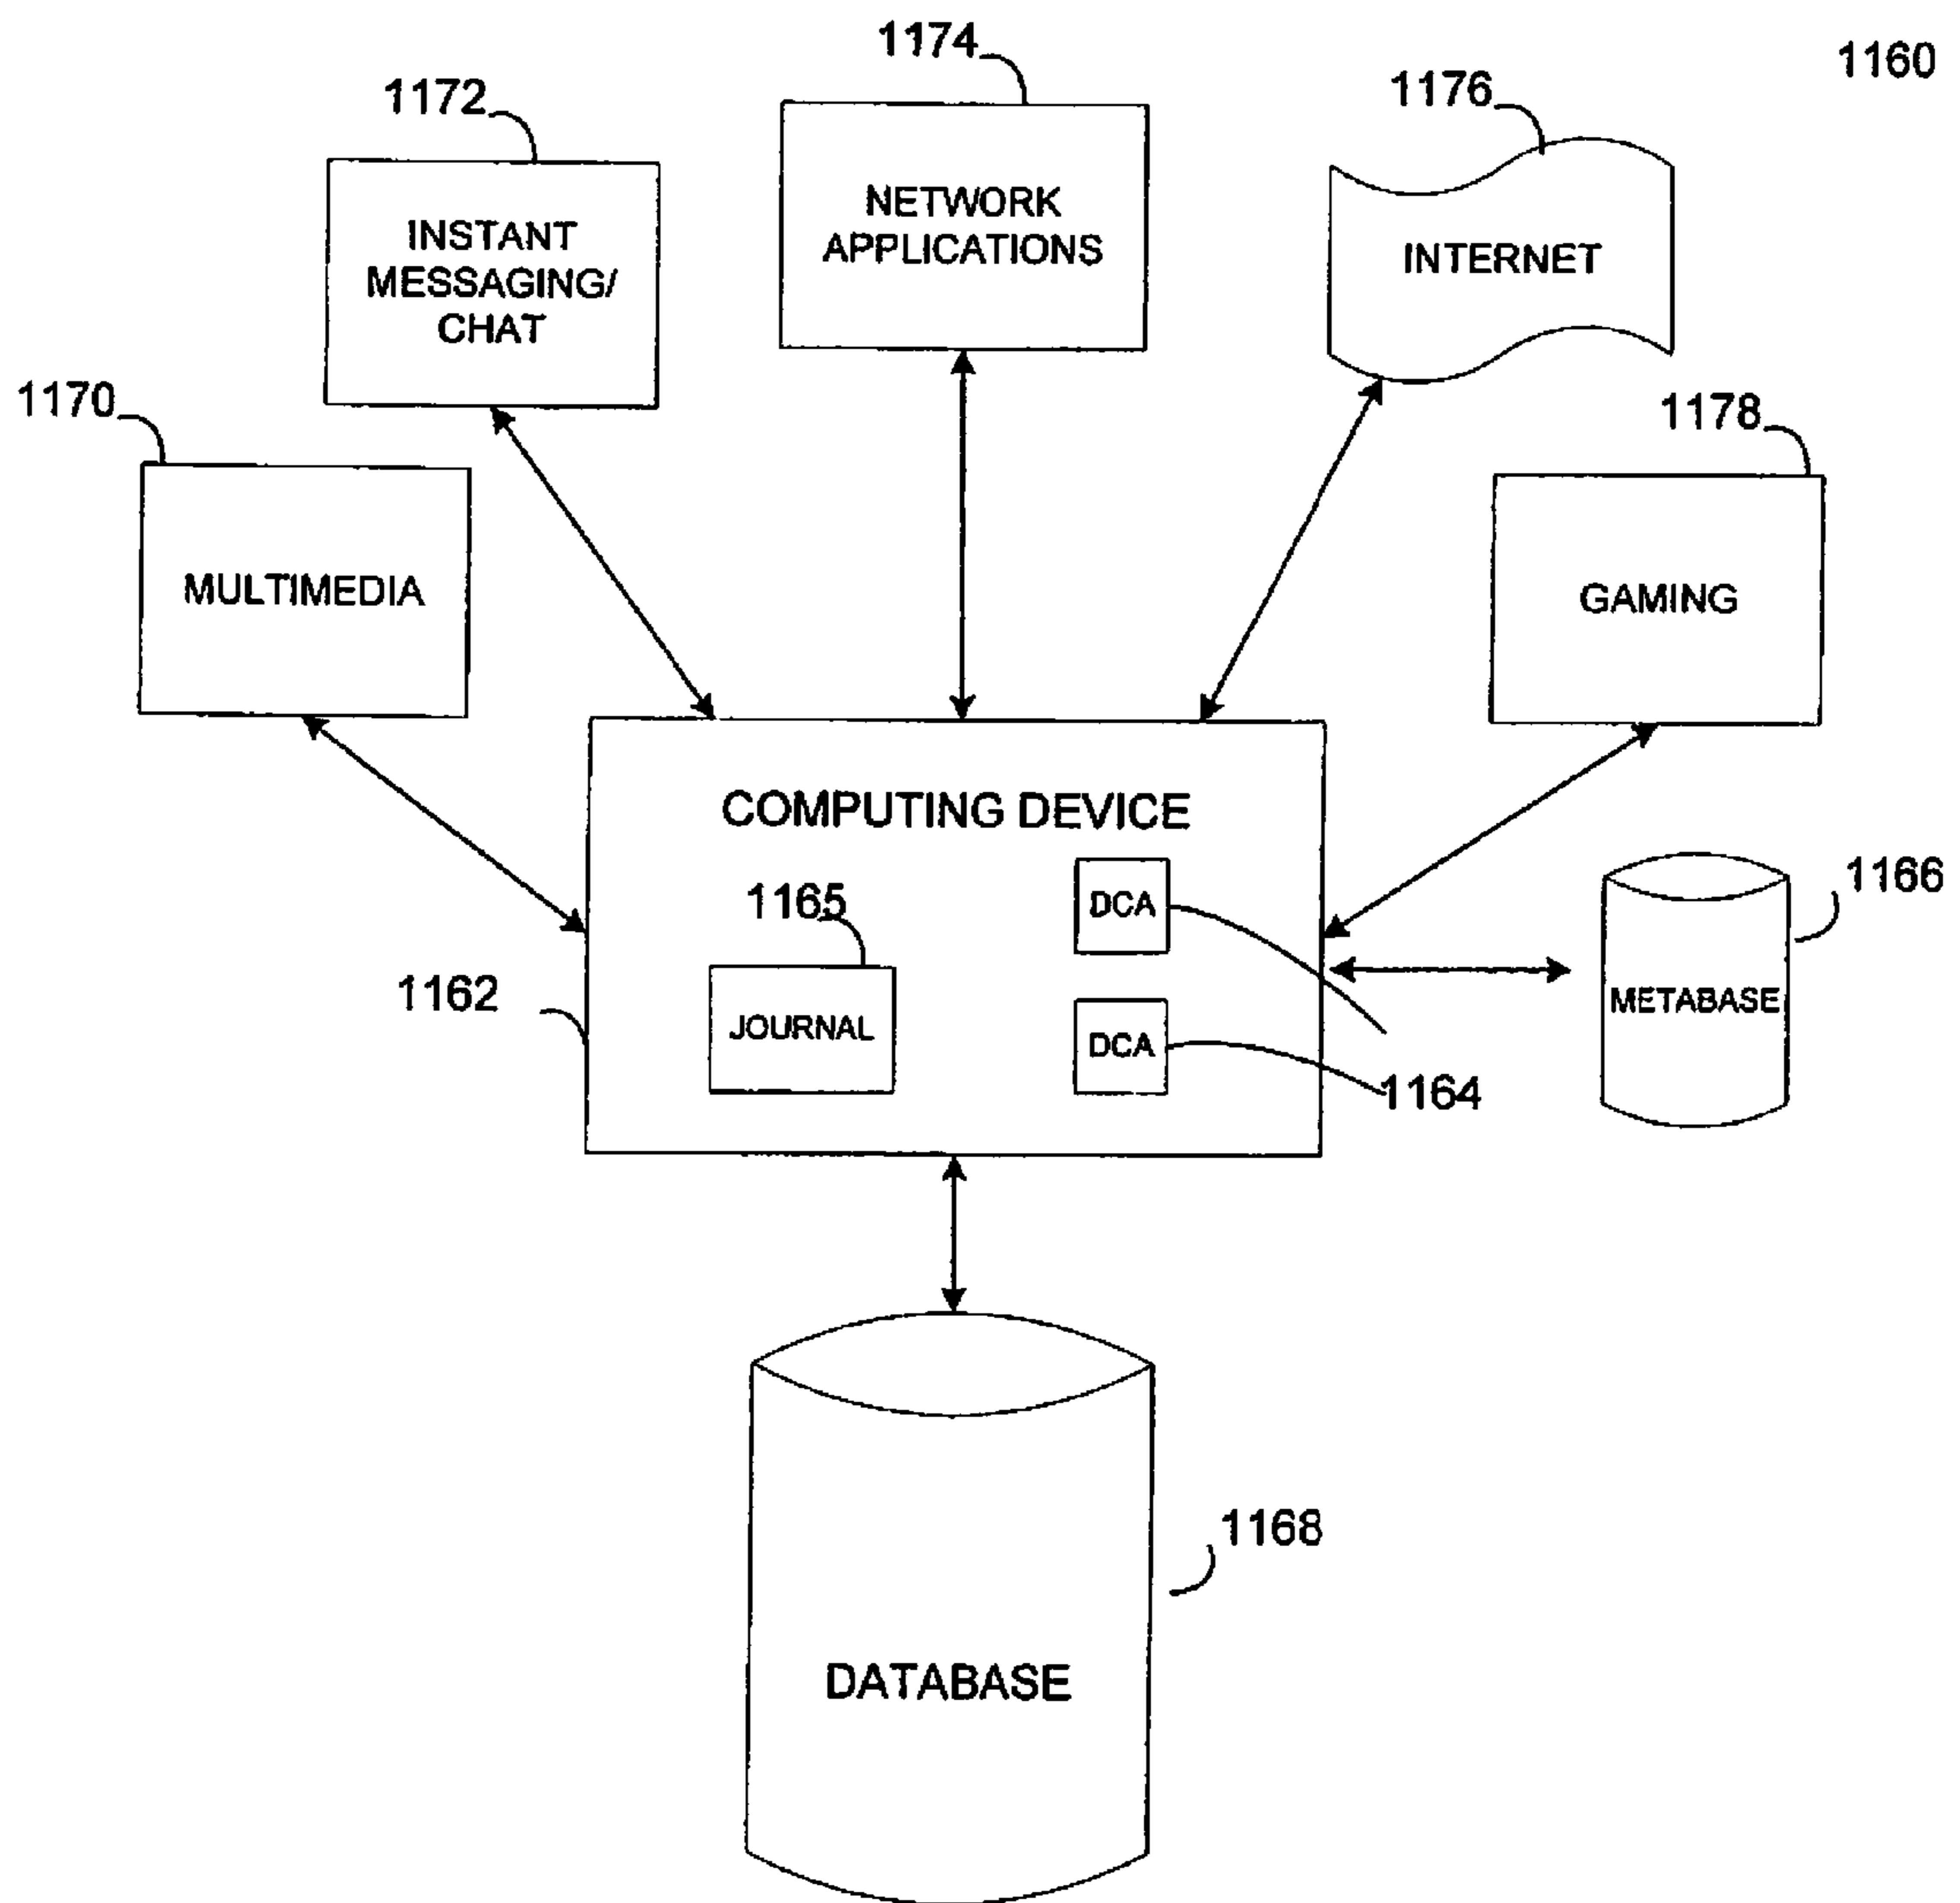 1174
1160
1172
1176
NETWORK
APPLICATIONS
INSTANT
MESSAGING/
CHAT
INTERNET
1170
1178
MULTIMEDIA
GAMING
COMPUTING DEVICE
1165
DCA
1166
1162
JOURNAL
DCA
METABASE
1164
1168
DATABASE